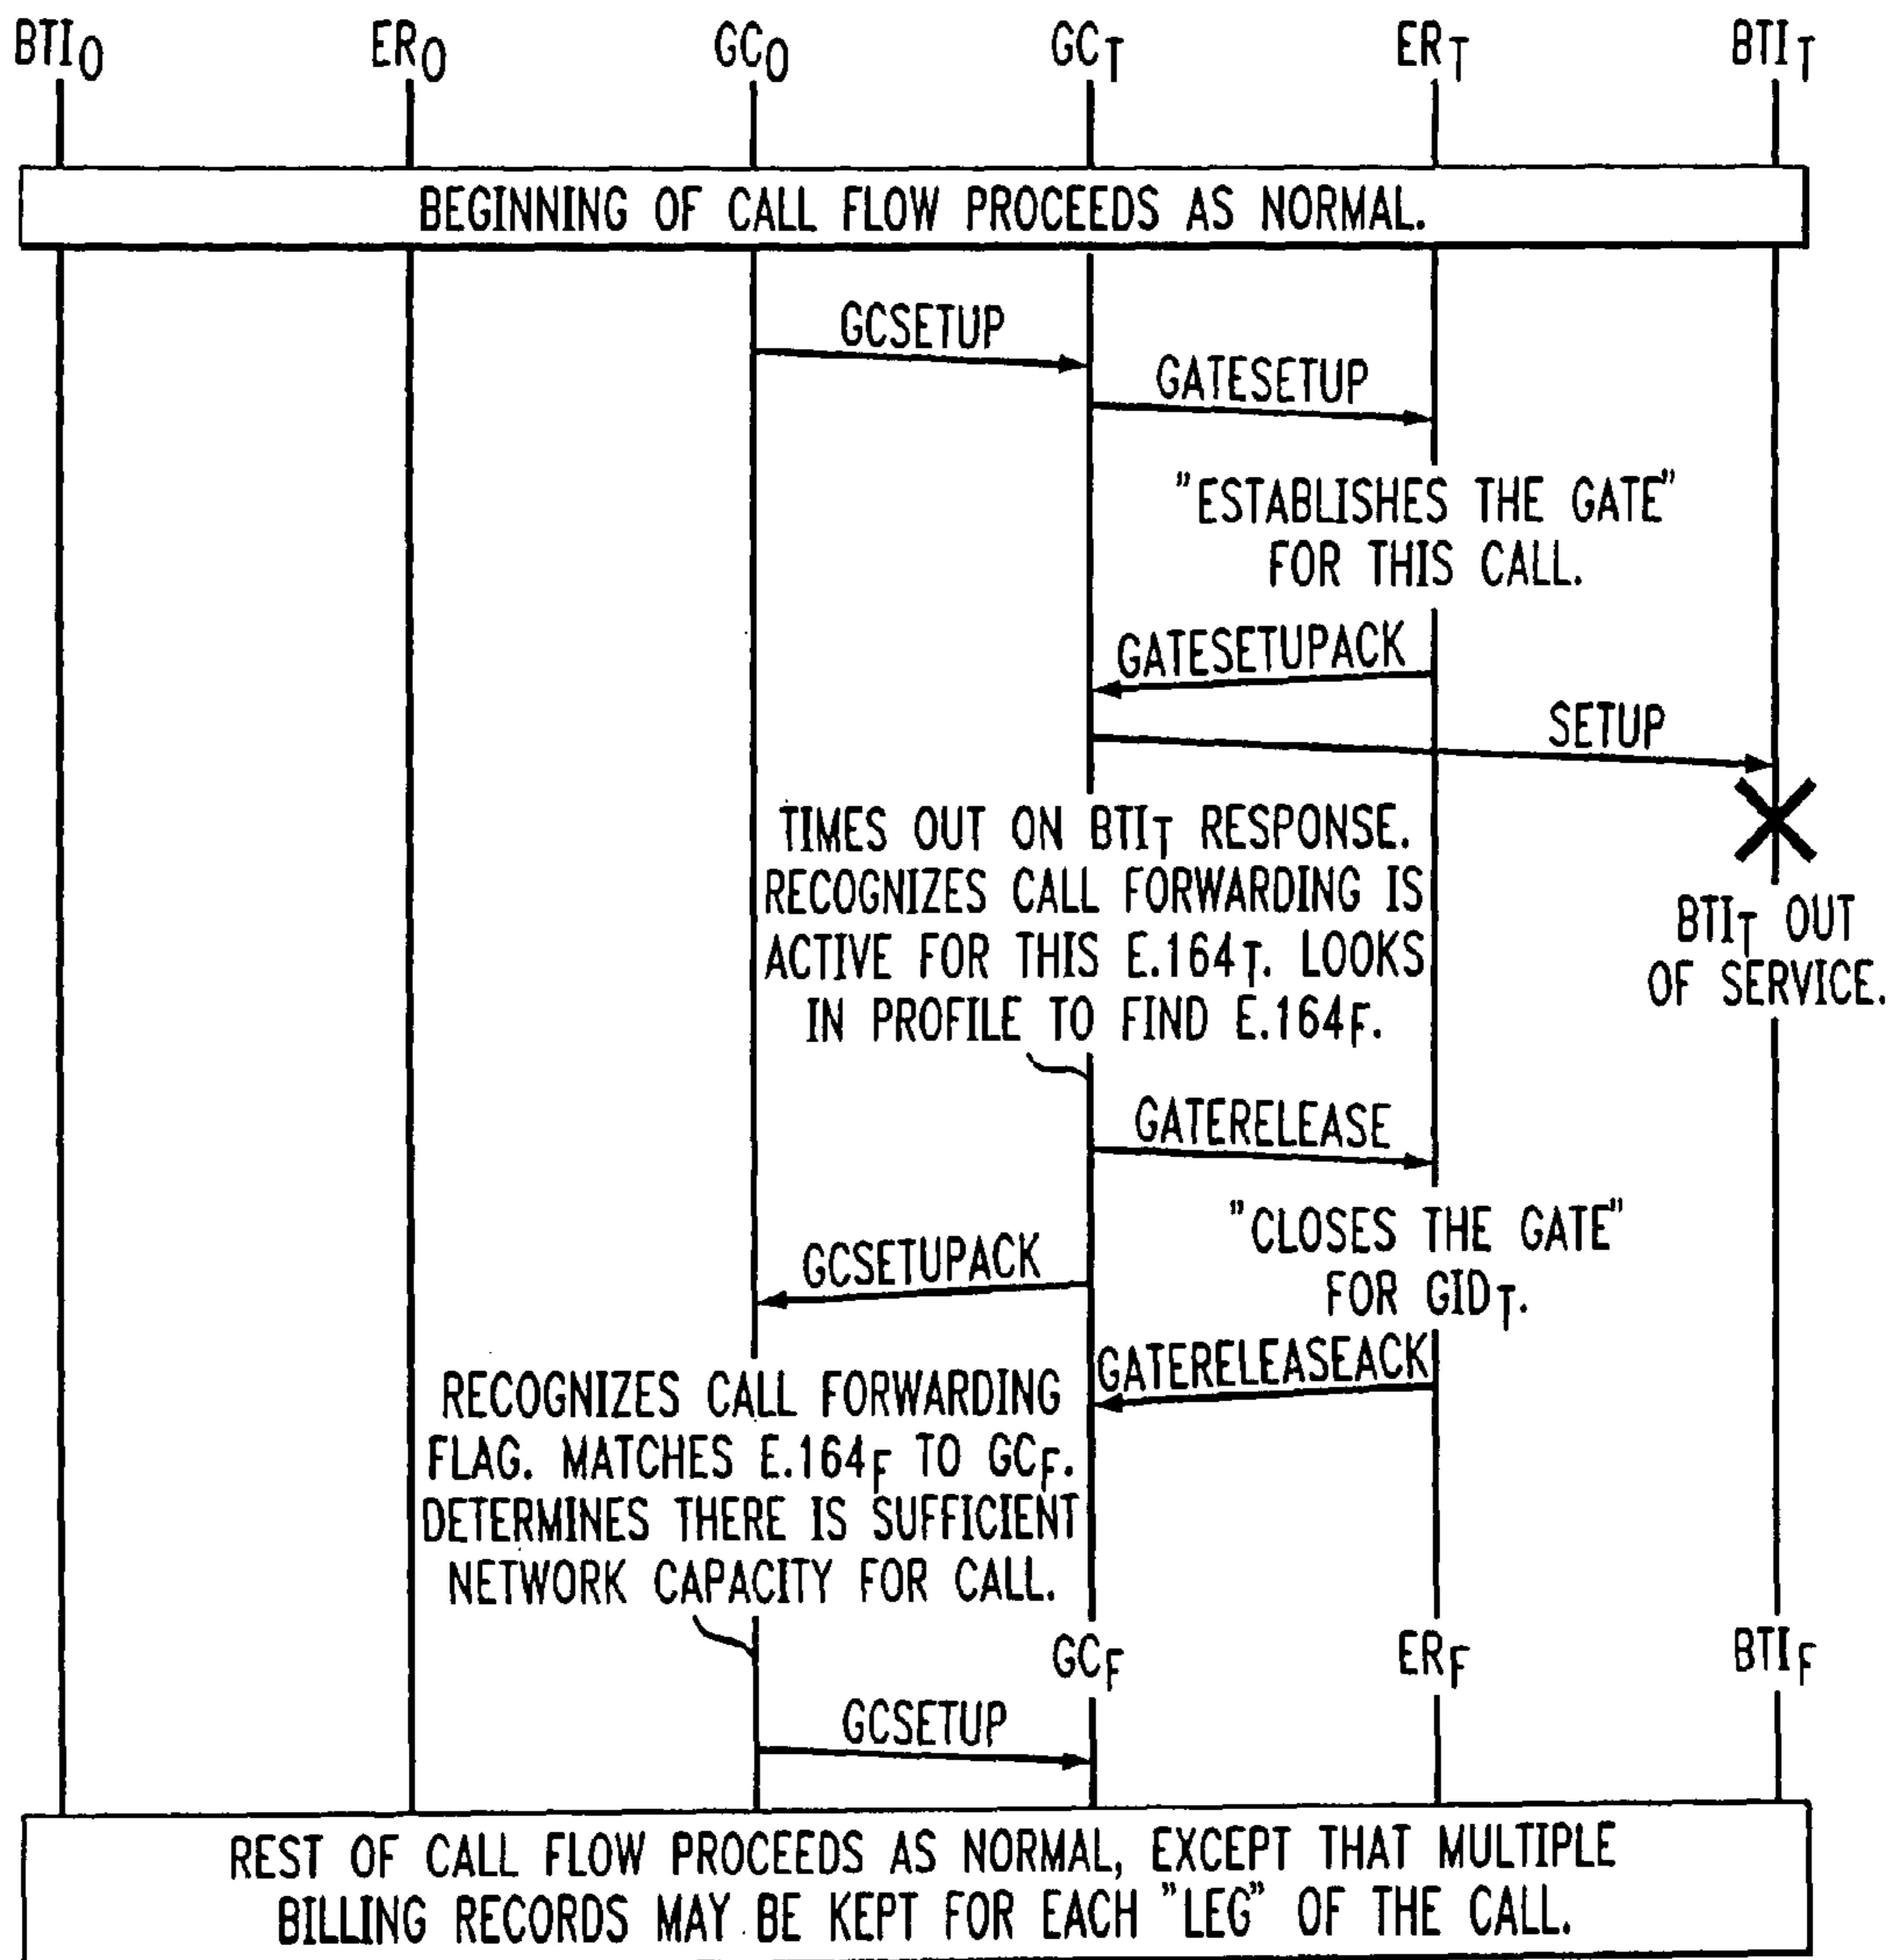 BTIO ERO GCO GCT ERT BTIT
BEGINNING OF CALL FLOW PROCEEDS AS NORMAL.
GCSETUP
GATESETUP
"ESTABLISHES THE GATE"
FOR THIS CALL.
GATESETUPACK
SETUP
TIMES OUT ON BTIT RESPONSE.
RECOGNIZES CALL FORWARDING IS
ACTIVE FOR THIS E.164T. LOOKS
IN PROFILE TO FIND E.164F.
BTIT OUT
OF SERVICE.
GATERELEASE
"CLOSES THE GATE"
FOR GIDT.
GCSETUPACK
GATERELEASEACK
RECOGNIZES CALL FORWARDING
FLAG. MATCHES E.164F TO GCF.
DETERMINES THERE IS SUFFICIENT
NETWORK CAPACITY FOR CALL.
GCF ERF BTIF
GCSETUP
REST OF CALL FLOW PROCEEDS AS NORMAL, EXCEPT THAT MULTIPLE
BILLING RECORDS MAY BE KEPT FOR EACH "LEG" OF THE CALL.